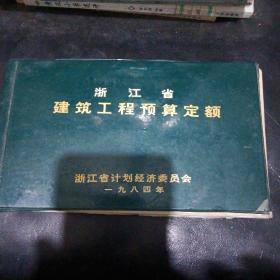 浙江省
建筑工程预算定额
浙江省计划经济委员会
一九八四年